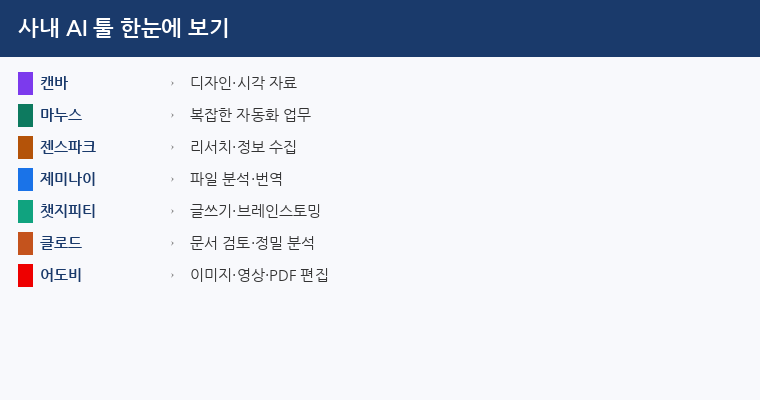 사내 AI 툴 한눈에 보기
캔바 › 디자인·시각 자료
마누스 › 복잡한 자동화 업무
젠스파크 › 리서치·정보 수집
제미나이 › 파일 분석·번역
챗지피티 › 글쓰기·브레인스토밍
클로드 › 문서 검토·정밀 분석
어도비 › 이미지·영상·PDF 편집